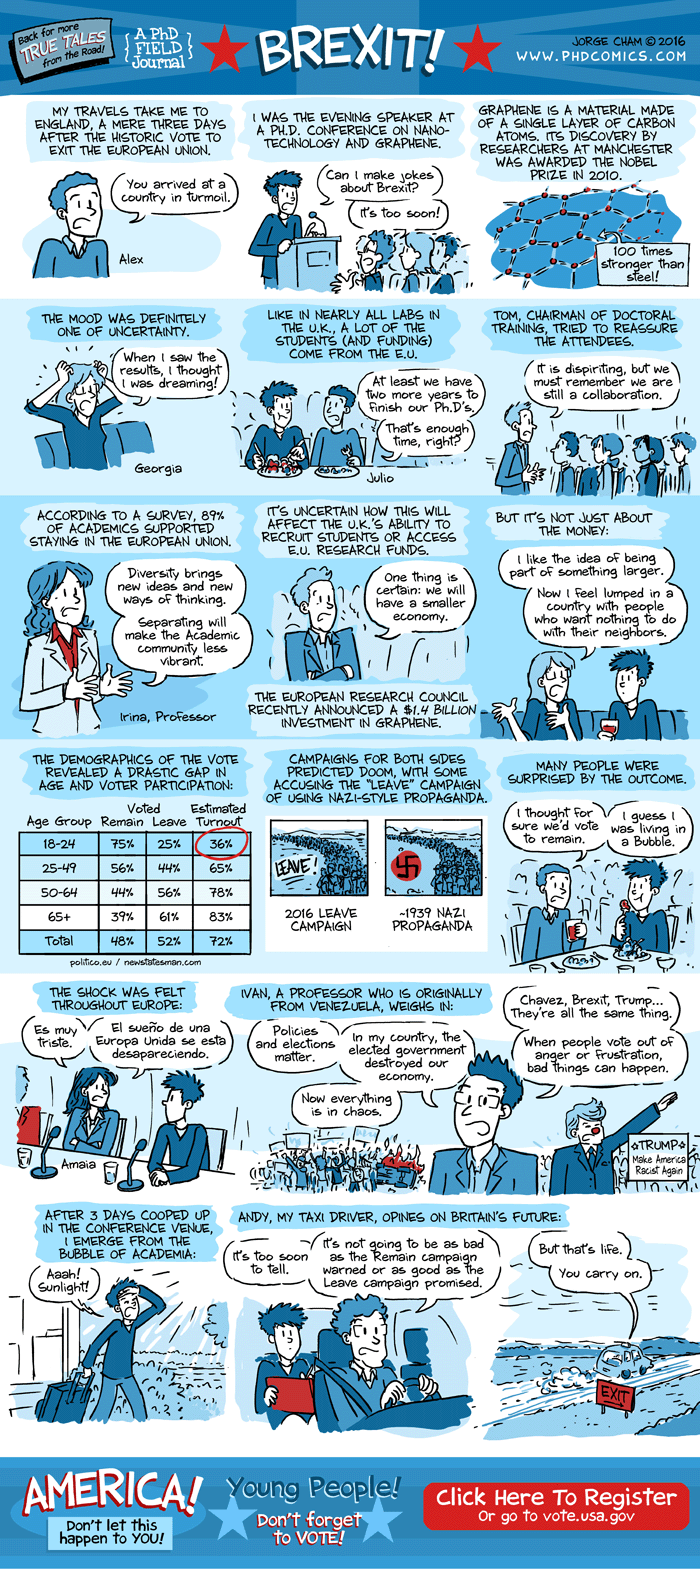 Back for more
TRUE TALES
from the Road!
{A PhD
FIELD
Journal}
BREXIT!
JORGE CHAM © 2016
WWW.PHDCOMICS.COM
MY TRAVELS TAKE ME TO
ENGLAND, A MERE THREE DAYS
AFTER THE HISTORIC VOTE TO
EXIT THE EUROPEAN UNION.
You arrived at a
country in turmoil.
Alex
I WAS THE EVENING SPEAKER AT
A PH.D. CONFERENCE ON NANO-
TECHNOLOGY AND GRAPHENE.
Can I make jokes
about Brexit?
It's too soon!
GRAPHENE IS A MATERIAL MADE
OF A SINGLE LAYER OF CARBON
ATOMS. ITS DISCOVERY BY
RESEARCHERS AT MANCHESTER
WAS AWARDED THE NOBEL
PRIZE IN 2010.
100 times
stronger than
steel!
THE MOOD WAS DEFINITELY
ONE OF UNCERTAINTY.
When I saw the
results, I thought
I was dreaming!
Georgia
LIKE IN NEARLY ALL LABS IN
THE U.K., A LOT OF THE
STUDENTS (AND FUNDING)
COME FROM THE E.U.
At least we have
two more years to
finish our Ph.D's.
That's enough
time, right?
Julio
TOM, CHAIRMAN OF DOCTORAL
TRAINING, TRIED TO REASSURE
THE ATTENDEES.
It is dispiriting, but we
must remember we are
still a collaboration.
ACCORDING TO A SURVEY, 89%
OF ACADEMICS SUPPORTED
STAYING IN THE EUROPEAN UNION.
Diversity brings
new ideas and new
ways of thinking.
Separating will
make the Academic
community less
vibrant.
Irina, Professor
IT'S UNCERTAIN HOW THIS WILL
AFFECT THE U.K.'S ABILITY TO
RECRUIT STUDENTS OR ACCESS
E.U. RESEARCH FUNDS.
One thing is
certain: we will
have a smaller
economy.
THE EUROPEAN RESEARCH COUNCIL
RECENTLY ANNOUNCED A $1.4 BILLION
INVESTMENT IN GRAPHENE.
BUT IT'S NOT JUST ABOUT
THE MONEY:
I like the idea of being
part of something larger.
Now I feel lumped in a
country with people
who want nothing to do
with their neighbors.
THE DEMOGRAPHICS OF THE VOTE
REVEALED A DRASTIC GAP IN
AGE AND VOTER PARTICIPATION:
Voted Estimated
Age Group Remain Leave Turnout
18-24 75% 25% 36%
25-49 56% 44% 65%
50-64 44% 56% 78%
65+ 39% 61% 83%
Total 48% 52% 72%
politico.eu / newstatesman.com
CAMPAIGNS FOR BOTH SIDES
PREDICTED DOOM, WITH SOME
ACCUSING THE "LEAVE" CAMPAIGN
OF USING NAZI-STYLE PROPAGANDA.
LEAVE!
2016 LEAVE
CAMPAIGN
~1939 NAZI
PROPAGANDA
MANY PEOPLE WERE
SURPRISED BY THE OUTCOME.
I thought for
sure we'd vote
to remain.
I guess I
was living in
a Bubble.
THE SHOCK WAS FELT
THROUGHOUT EUROPE:
Es muy
triste.
El sueño de una
Europa Unida se esta
desapareciendo.
Amaia
IVAN, A PROFESSOR WHO IS ORIGINALLY
FROM VENEZUELA, WEIGHS IN:
Policies
and elections
matter.
In my country, the
elected government
destroyed our
economy.
Now everything
is in chaos.
Chavez, Brexit, Trump...
They're all the same thing.
When people vote out of
anger or frustration,
bad things can happen.
★TRUMP★
Make America
Racist Again
AFTER 3 DAYS COOPED UP
IN THE CONFERENCE VENUE,
I EMERGE FROM THE
BUBBLE OF ACADEMIA:
Aaah!
Sunlight!
ANDY, MY TAXI DRIVER, OPINES ON BRITAIN'S FUTURE:
It's too soon
to tell.
It's not going to be as bad
as the Remain campaign
warned or as good as the
Leave campaign promised.
But that's life.
You carry on.
EXIT
AMERICA!
Don't let this
happen to YOU!
Young People!
Don't forget
to VOTE!
Click Here To Register
Or go to vote.usa.gov